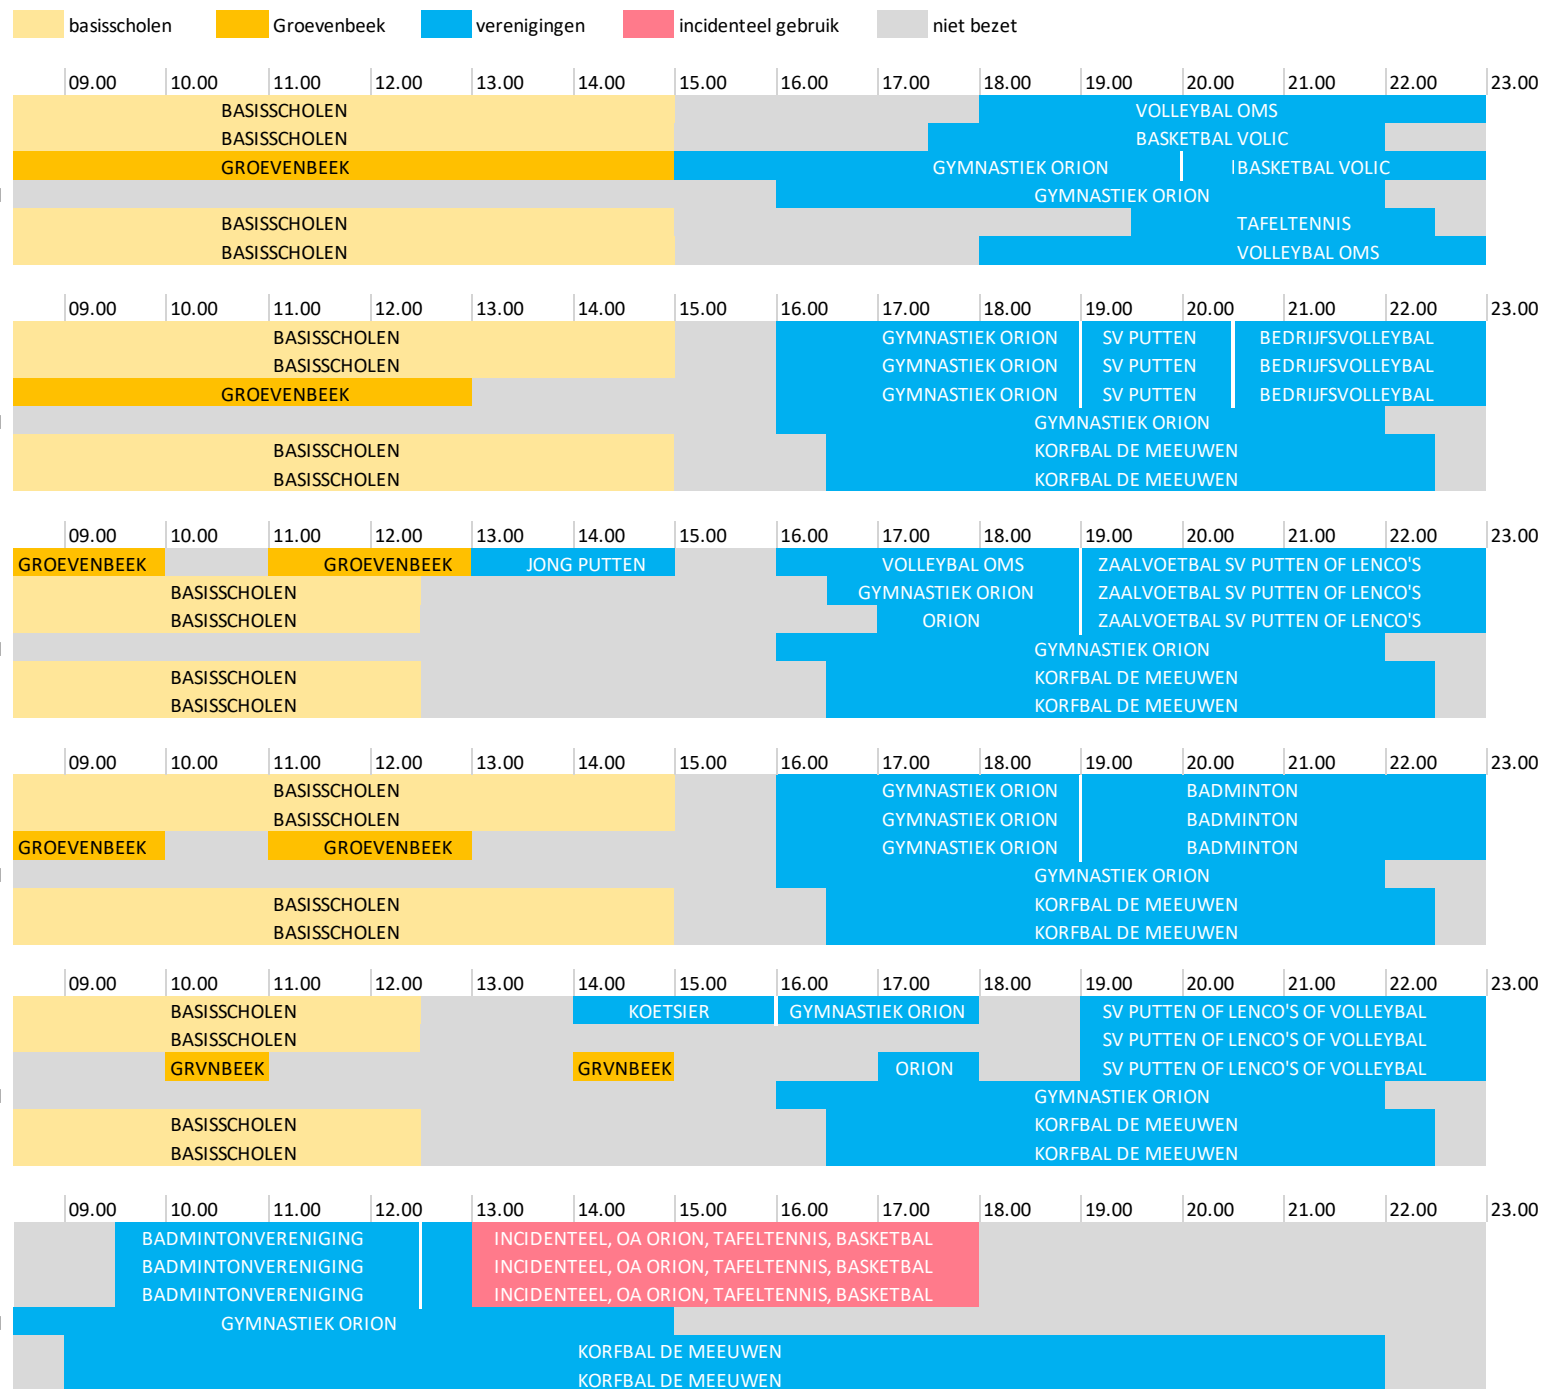 basisscholen Groevenbeek verenigingen incidenteel gebruik niet bezet
09.00 10.00 11.00 12.00 13.00 14.00 15.00 16.00 17.00 18.00 19.00 20.00 21.00 22.00 23.00
BASISSCHOLEN VOLLEYBAL OMS
BASISSCHOLEN BASKETBAL VOLIC
GROEVENBEEK GYMNASTIEK ORION BASKETBAL VOLIC
GYMNASTIEK ORION
BASISSCHOLEN TAFELTENNIS
BASISSCHOLEN VOLLEYBAL OMS
09.00 10.00 11.00 12.00 13.00 14.00 15.00 16.00 17.00 18.00 19.00 20.00 21.00 22.00 23.00
BASISSCHOLEN GYMNASTIEK ORION SV PUTTEN BEDRIJFSVOLLEYBAL
BASISSCHOLEN GYMNASTIEK ORION SV PUTTEN BEDRIJFSVOLLEYBAL
GROEVENBEEK GYMNASTIEK ORION SV PUTTEN BEDRIJFSVOLLEYBAL
GYMNASTIEK ORION
BASISSCHOLEN KORFBAL DE MEEUWEN
BASISSCHOLEN KORFBAL DE MEEUWEN
09.00 10.00 11.00 12.00 13.00 14.00 15.00 16.00 17.00 18.00 19.00 20.00 21.00 22.00 23.00
GROEVENBEEK GROEVENBEEK JONG PUTTEN VOLLEYBAL OMS ZAALVOETBAL SV PUTTEN OF LENCO'S
BASISSCHOLEN GYMNASTIEK ORION ZAALVOETBAL SV PUTTEN OF LENCO'S
BASISSCHOLEN ORION ZAALVOETBAL SV PUTTEN OF LENCO'S
GYMNASTIEK ORION
BASISSCHOLEN KORFBAL DE MEEUWEN
BASISSCHOLEN KORFBAL DE MEEUWEN
09.00 10.00 11.00 12.00 13.00 14.00 15.00 16.00 17.00 18.00 19.00 20.00 21.00 22.00 23.00
BASISSCHOLEN GYMNASTIEK ORION BADMINTON
BASISSCHOLEN GYMNASTIEK ORION BADMINTON
GROEVENBEEK GROEVENBEEK GYMNASTIEK ORION BADMINTON
GYMNASTIEK ORION
BASISSCHOLEN KORFBAL DE MEEUWEN
BASISSCHOLEN KORFBAL DE MEEUWEN
09.00 10.00 11.00 12.00 13.00 14.00 15.00 16.00 17.00 18.00 19.00 20.00 21.00 22.00 23.00
BASISSCHOLEN KOETSIER GYMNASTIEK ORION SV PUTTEN OF LENCO'S OF VOLLEYBAL
BASISSCHOLEN SV PUTTEN OF LENCO'S OF VOLLEYBAL
GRVNBEEK GRVNBEEK ORION SV PUTTEN OF LENCO'S OF VOLLEYBAL
GYMNASTIEK ORION
BASISSCHOLEN KORFBAL DE MEEUWEN
BASISSCHOLEN KORFBAL DE MEEUWEN
09.00 10.00 11.00 12.00 13.00 14.00 15.00 16.00 17.00 18.00 19.00 20.00 21.00 22.00 23.00
BADMINTONVERENIGING INCIDENTEEL, OA ORION, TAFELTENNIS, BASKETBAL
BADMINTONVERENIGING INCIDENTEEL, OA ORION, TAFELTENNIS, BASKETBAL
BADMINTONVERENIGING INCIDENTEEL, OA ORION, TAFELTENNIS, BASKETBAL
GYMNASTIEK ORION
KORFBAL DE MEEUWEN
KORFBAL DE MEEUWEN